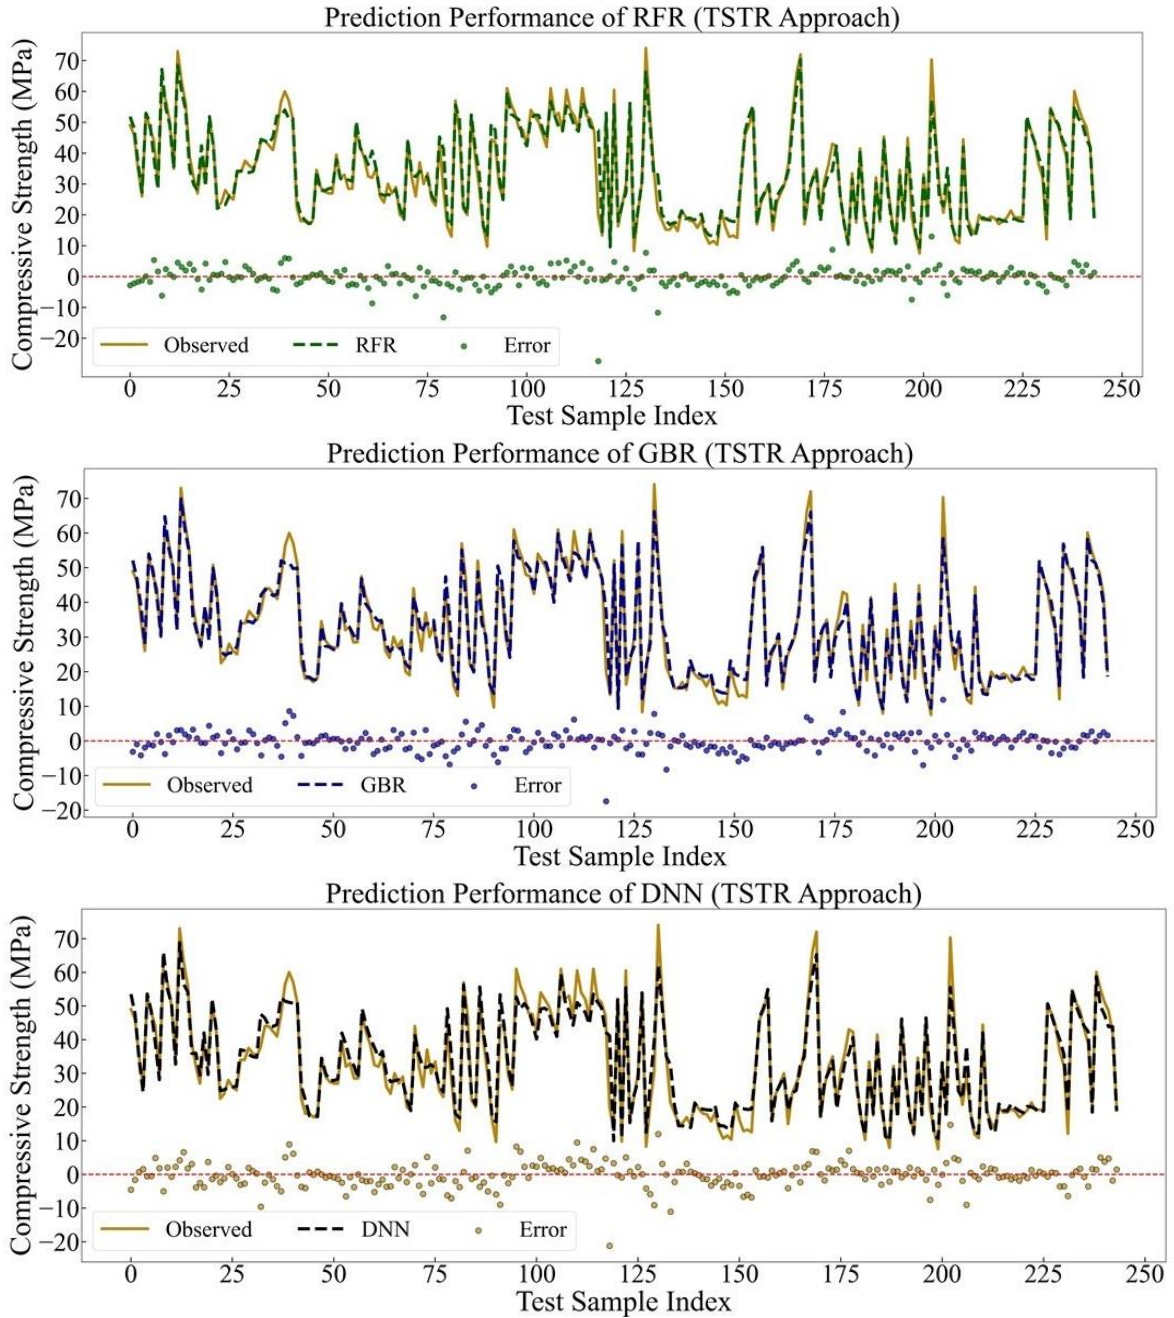 Prediction Performance of RFR (TSTR Approach)
Compressive Strength (MPa)
70
60
50
40
30
20
10
0
−10
−20
Observed RFR Error
0 25 50 75 100 125 150 175 200 225 250
Test Sample Index
Prediction Performance of GBR (TSTR Approach)
Compressive Strength (MPa)
70
60
50
40
30
20
10
0
−10
−20
Observed GBR Error
0 25 50 75 100 125 150 175 200 225 250
Test Sample Index
Prediction Performance of DNN (TSTR Approach)
Compressive Strength (MPa)
70
60
50
40
30
20
10
0
−10
−20
Observed DNN Error
0 25 50 75 100 125 150 175 200 225 250
Test Sample Index